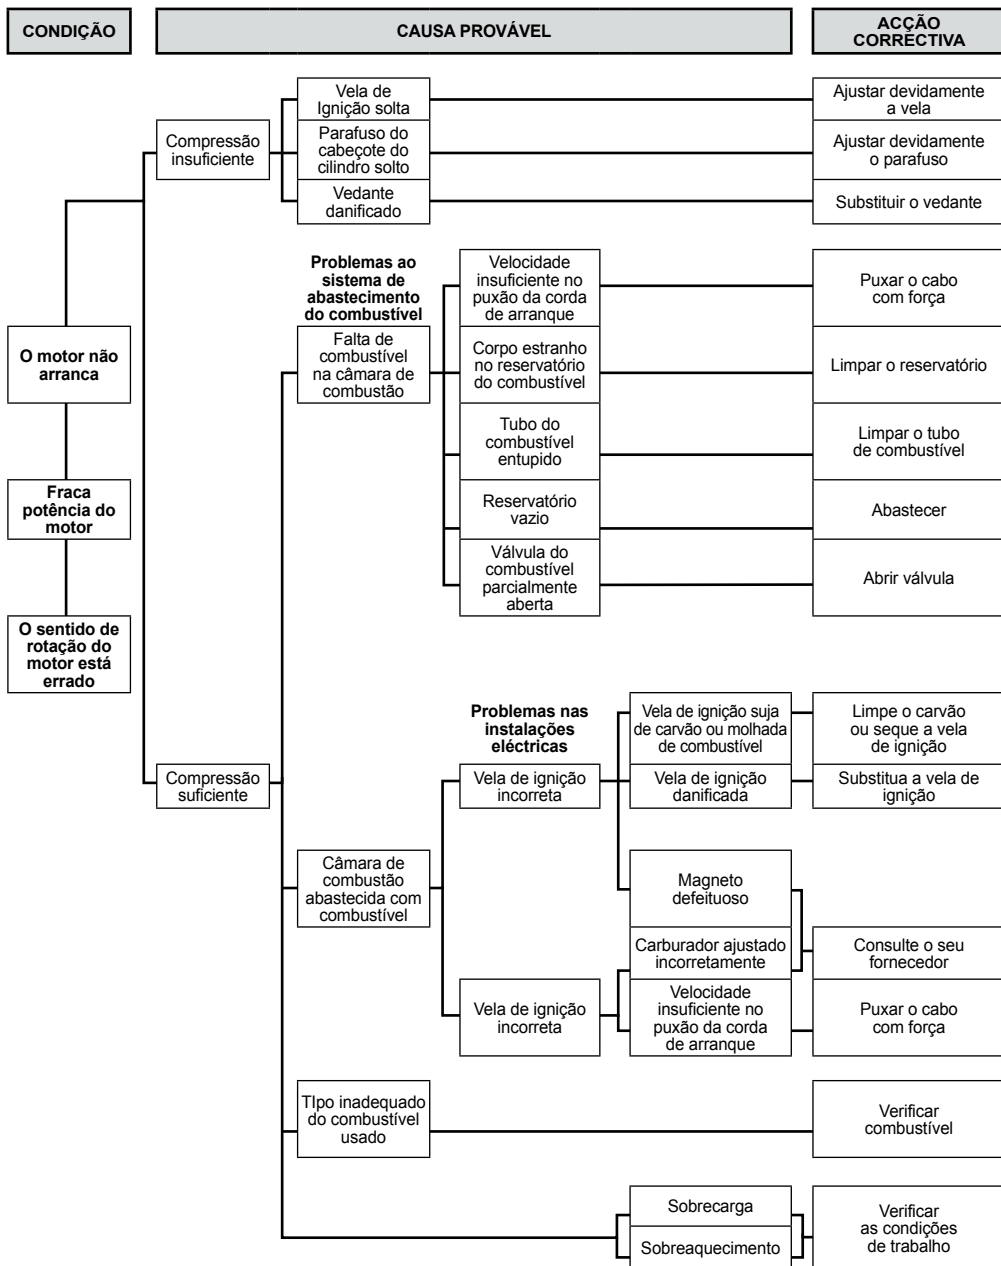 CONDIÇÃO
CAUSA PROVÁVEL
ACÇÃO
CORRECTIVA
Vela de
Ignição solta
Ajustar devidamente
a vela
Compressão
insuficiente
Parafuso do
cabeçote do
cilindro solto
Ajustar devidamente
o parafuso
Vedante
danificado
Substituir o vedante
Problemas ao
sistema de
abastecimento
do combustível
Velocidade
insuficiente no
puxão da corda
de arranque
Puxar o cabo
com força
O motor não
arranca
Falta de
combustível
na câmara de
combustão
Corpo estranho
no reservatório
do combustível
Limpar o reservatório
Tubo do
combustível
entupido
Limpar o tubo
de combustível
Fraca
potência do
motor
Reservatório
vazio
Abastecer
Válvula do
combustível
parcialmente
aberta
Abrir válvula
O sentido de
rotação do
motor está
errado
Problemas nas
instalações
eléctricas
Vela de ignição suja
de carvão ou molhada
de combustível
Limpe o carvão
ou seque a vela
de ignição
Compressão
suficiente
Vela de ignição
incorreta
Vela de ignição
danificada
Substitua a vela de
ignição
Câmara de
combustão
abastecida com
combustível
Magneto
defeituoso
Carburador ajustado
incorretamente
Consulte o seu
fornecedor
Vela de ignição
incorreta
Velocidade
insuficiente no
puxão da corda
de arranque
Puxar o cabo
com força
TIpo inadequado
do combustível
usado
Verificar
combustível
Sobrecarga
Sobreaquecimento
Verificar
as condições
de trabalho